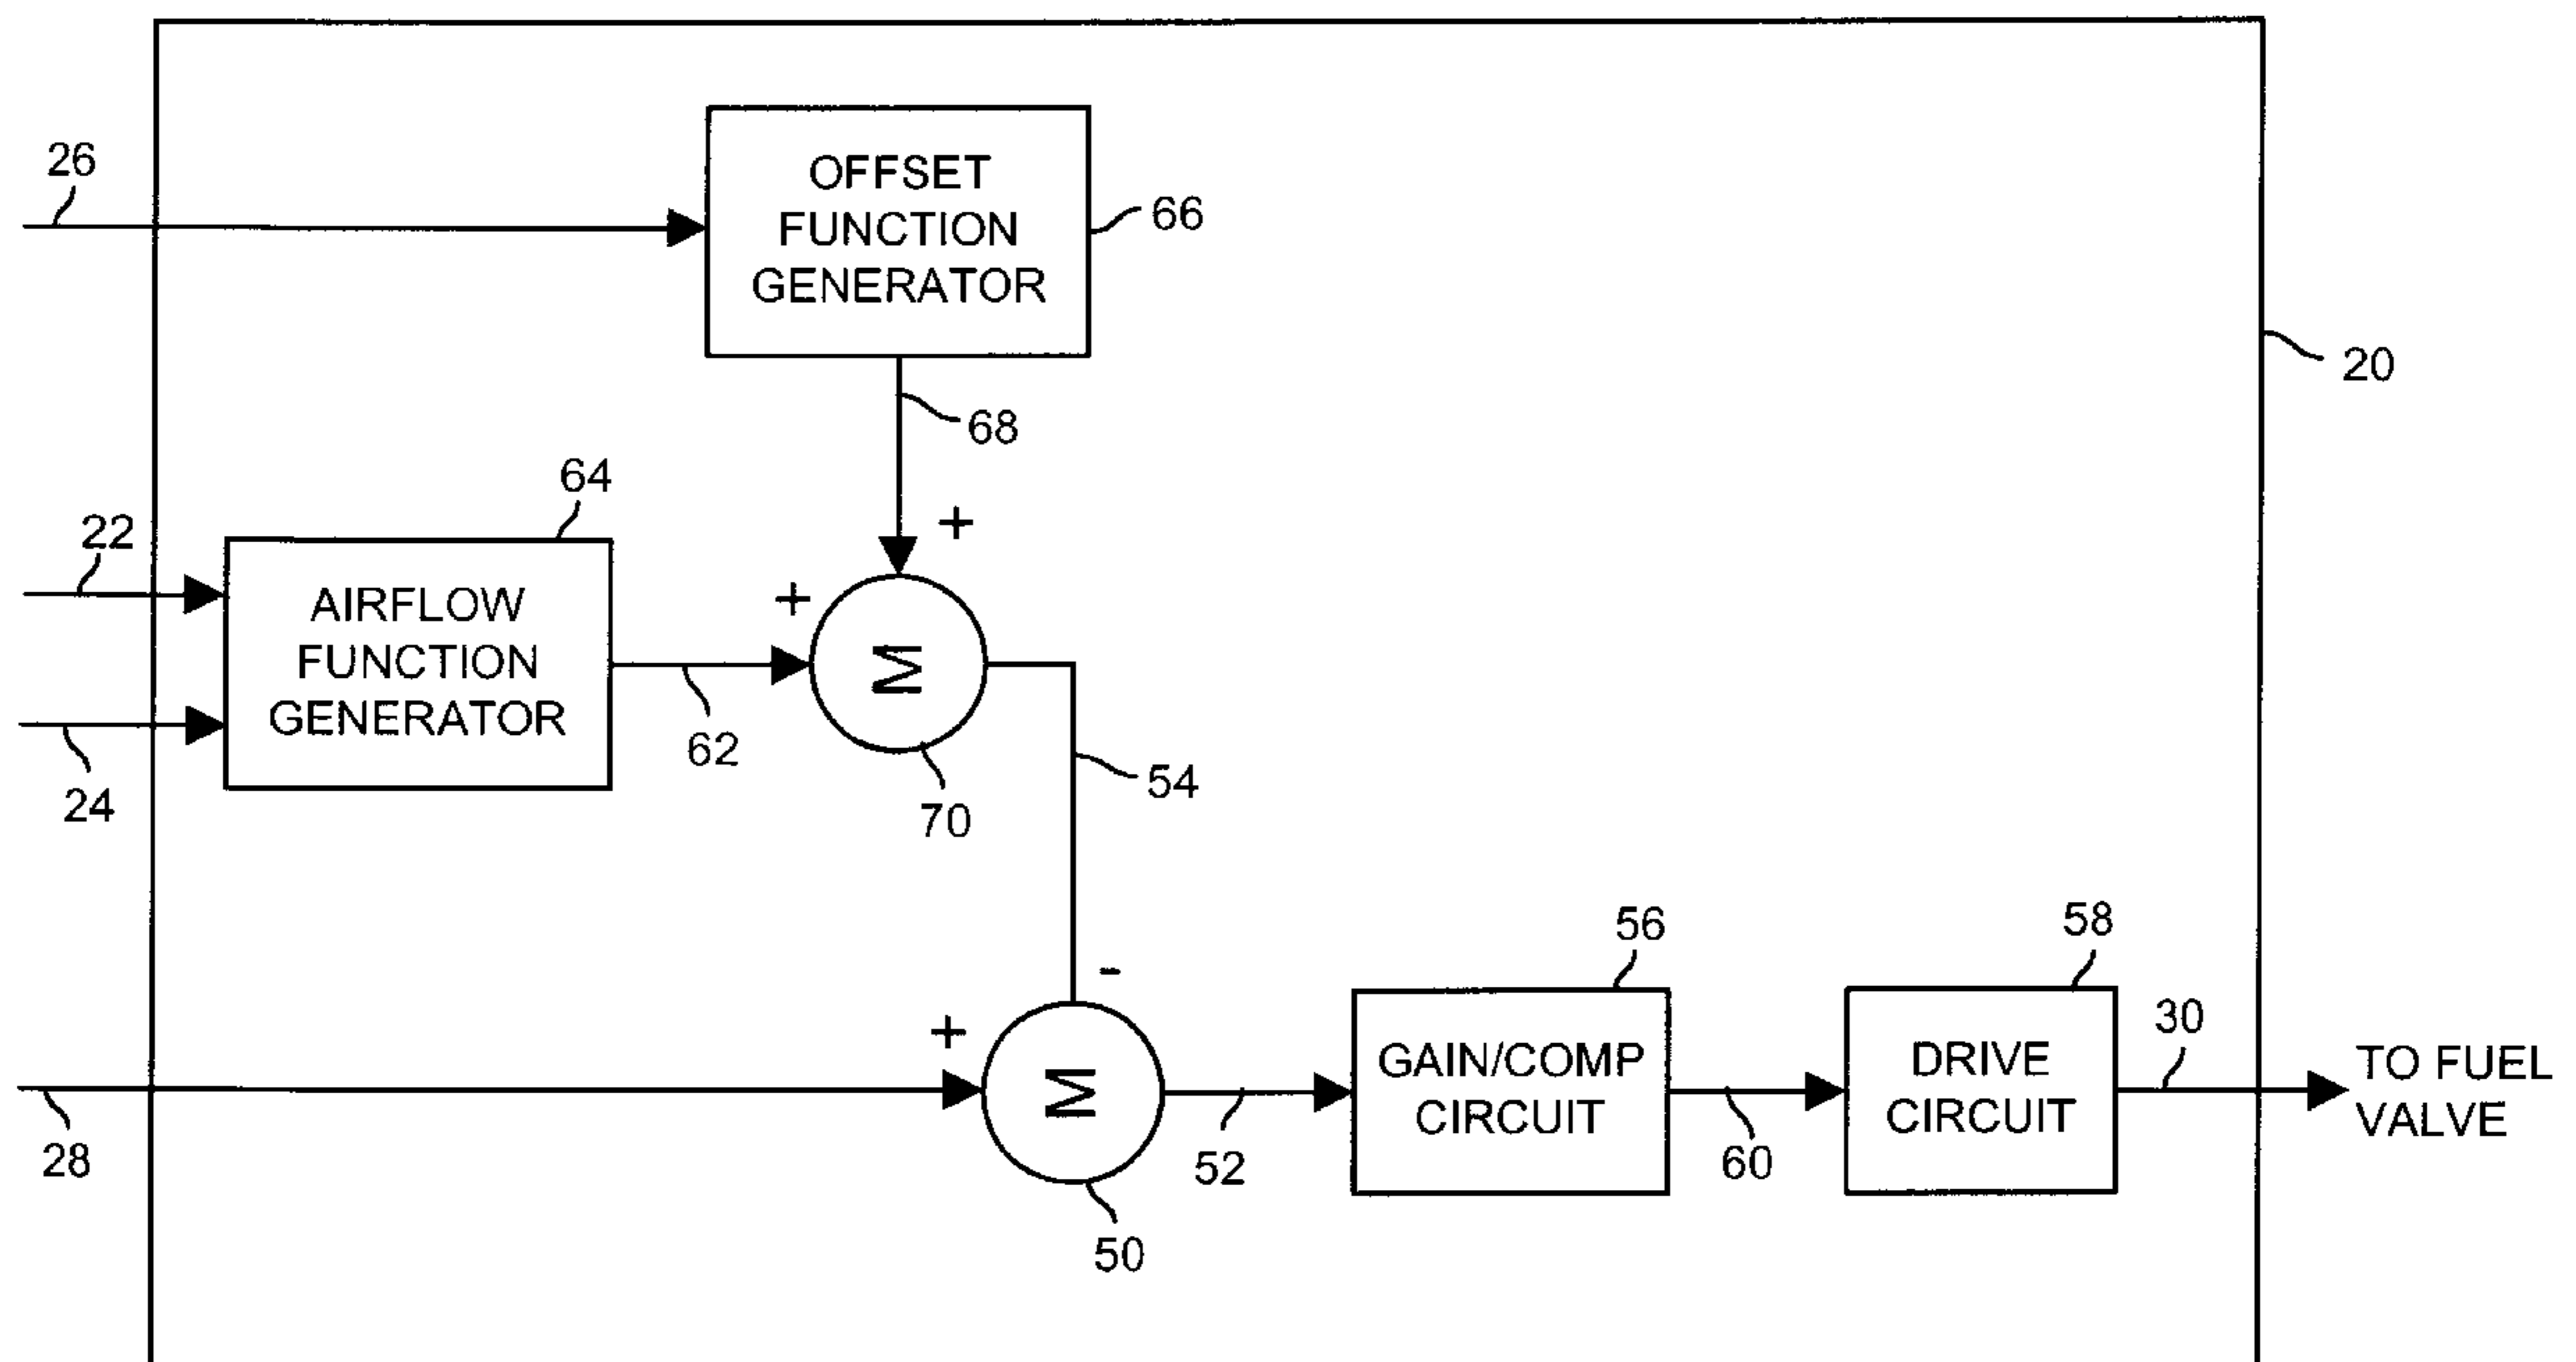 26
OFFSET
FUNCTION
GENERATOR
66
20
68
+
64
22
AIRFLOW
FUNCTION
GENERATOR
+
Σ
62
24
70
54
-
56
58
+
30
28
Σ
52
GAIN/COMP
CIRCUIT
60
DRIVE
CIRCUIT
TO FUEL
VALVE
50